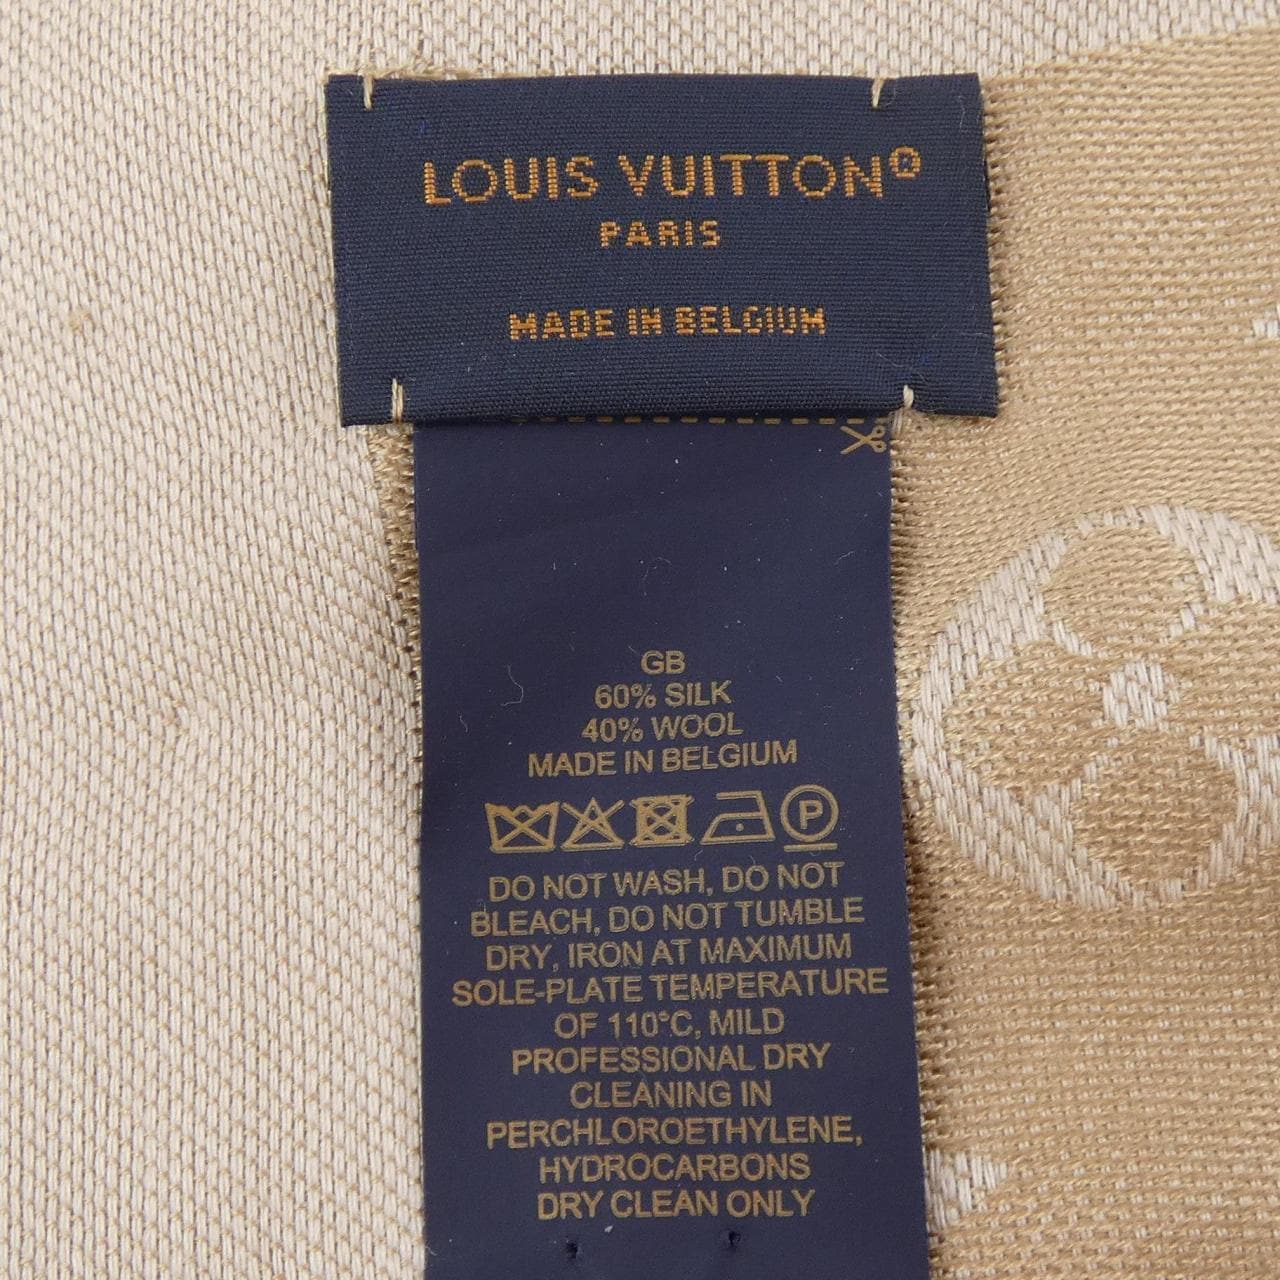 LOUIS VUITTON®
PARIS
MADE IN BELGIUM
GB
60% SILK
40% WOOL
MADE IN BELGIUM
P
DO NOT WASH, DO NOT
BLEACH, DO NOT TUMBLE
DRY, IRON AT MAXIMUM
SOLE-PLATE TEMPERATURE
OF 110°C, MILD
PROFESSIONAL DRY
CLEANING IN
PERCHLOROETHYLENE,
HYDROCARBONS
DRY CLEAN ONLY